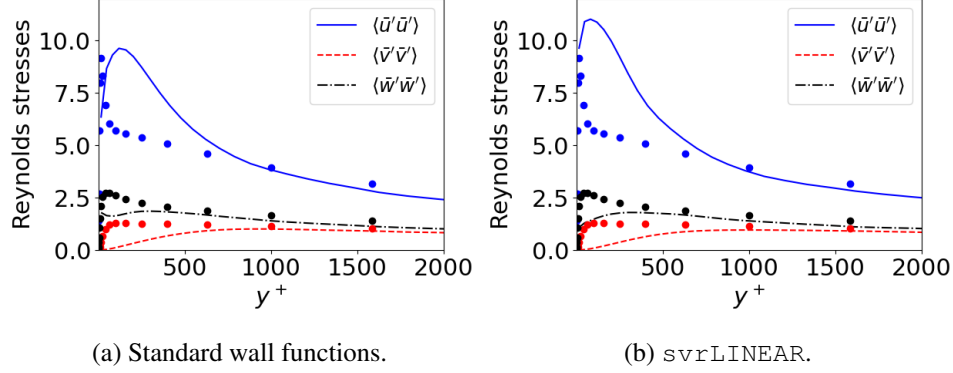 Reynolds stresses
10.0
7.5
5.0
2.5
0.0
500 1000 1500 2000
y⁺
⟨ū′ū′⟩
⟨v̄′v̄′⟩
⟨w̄′w̄′⟩
(a) Standard wall functions.
Reynolds stresses
10.0
7.5
5.0
2.5
0.0
500 1000 1500 2000
y⁺
⟨ū′ū′⟩
⟨v̄′v̄′⟩
⟨w̄′w̄′⟩
(b) svrLINEAR.